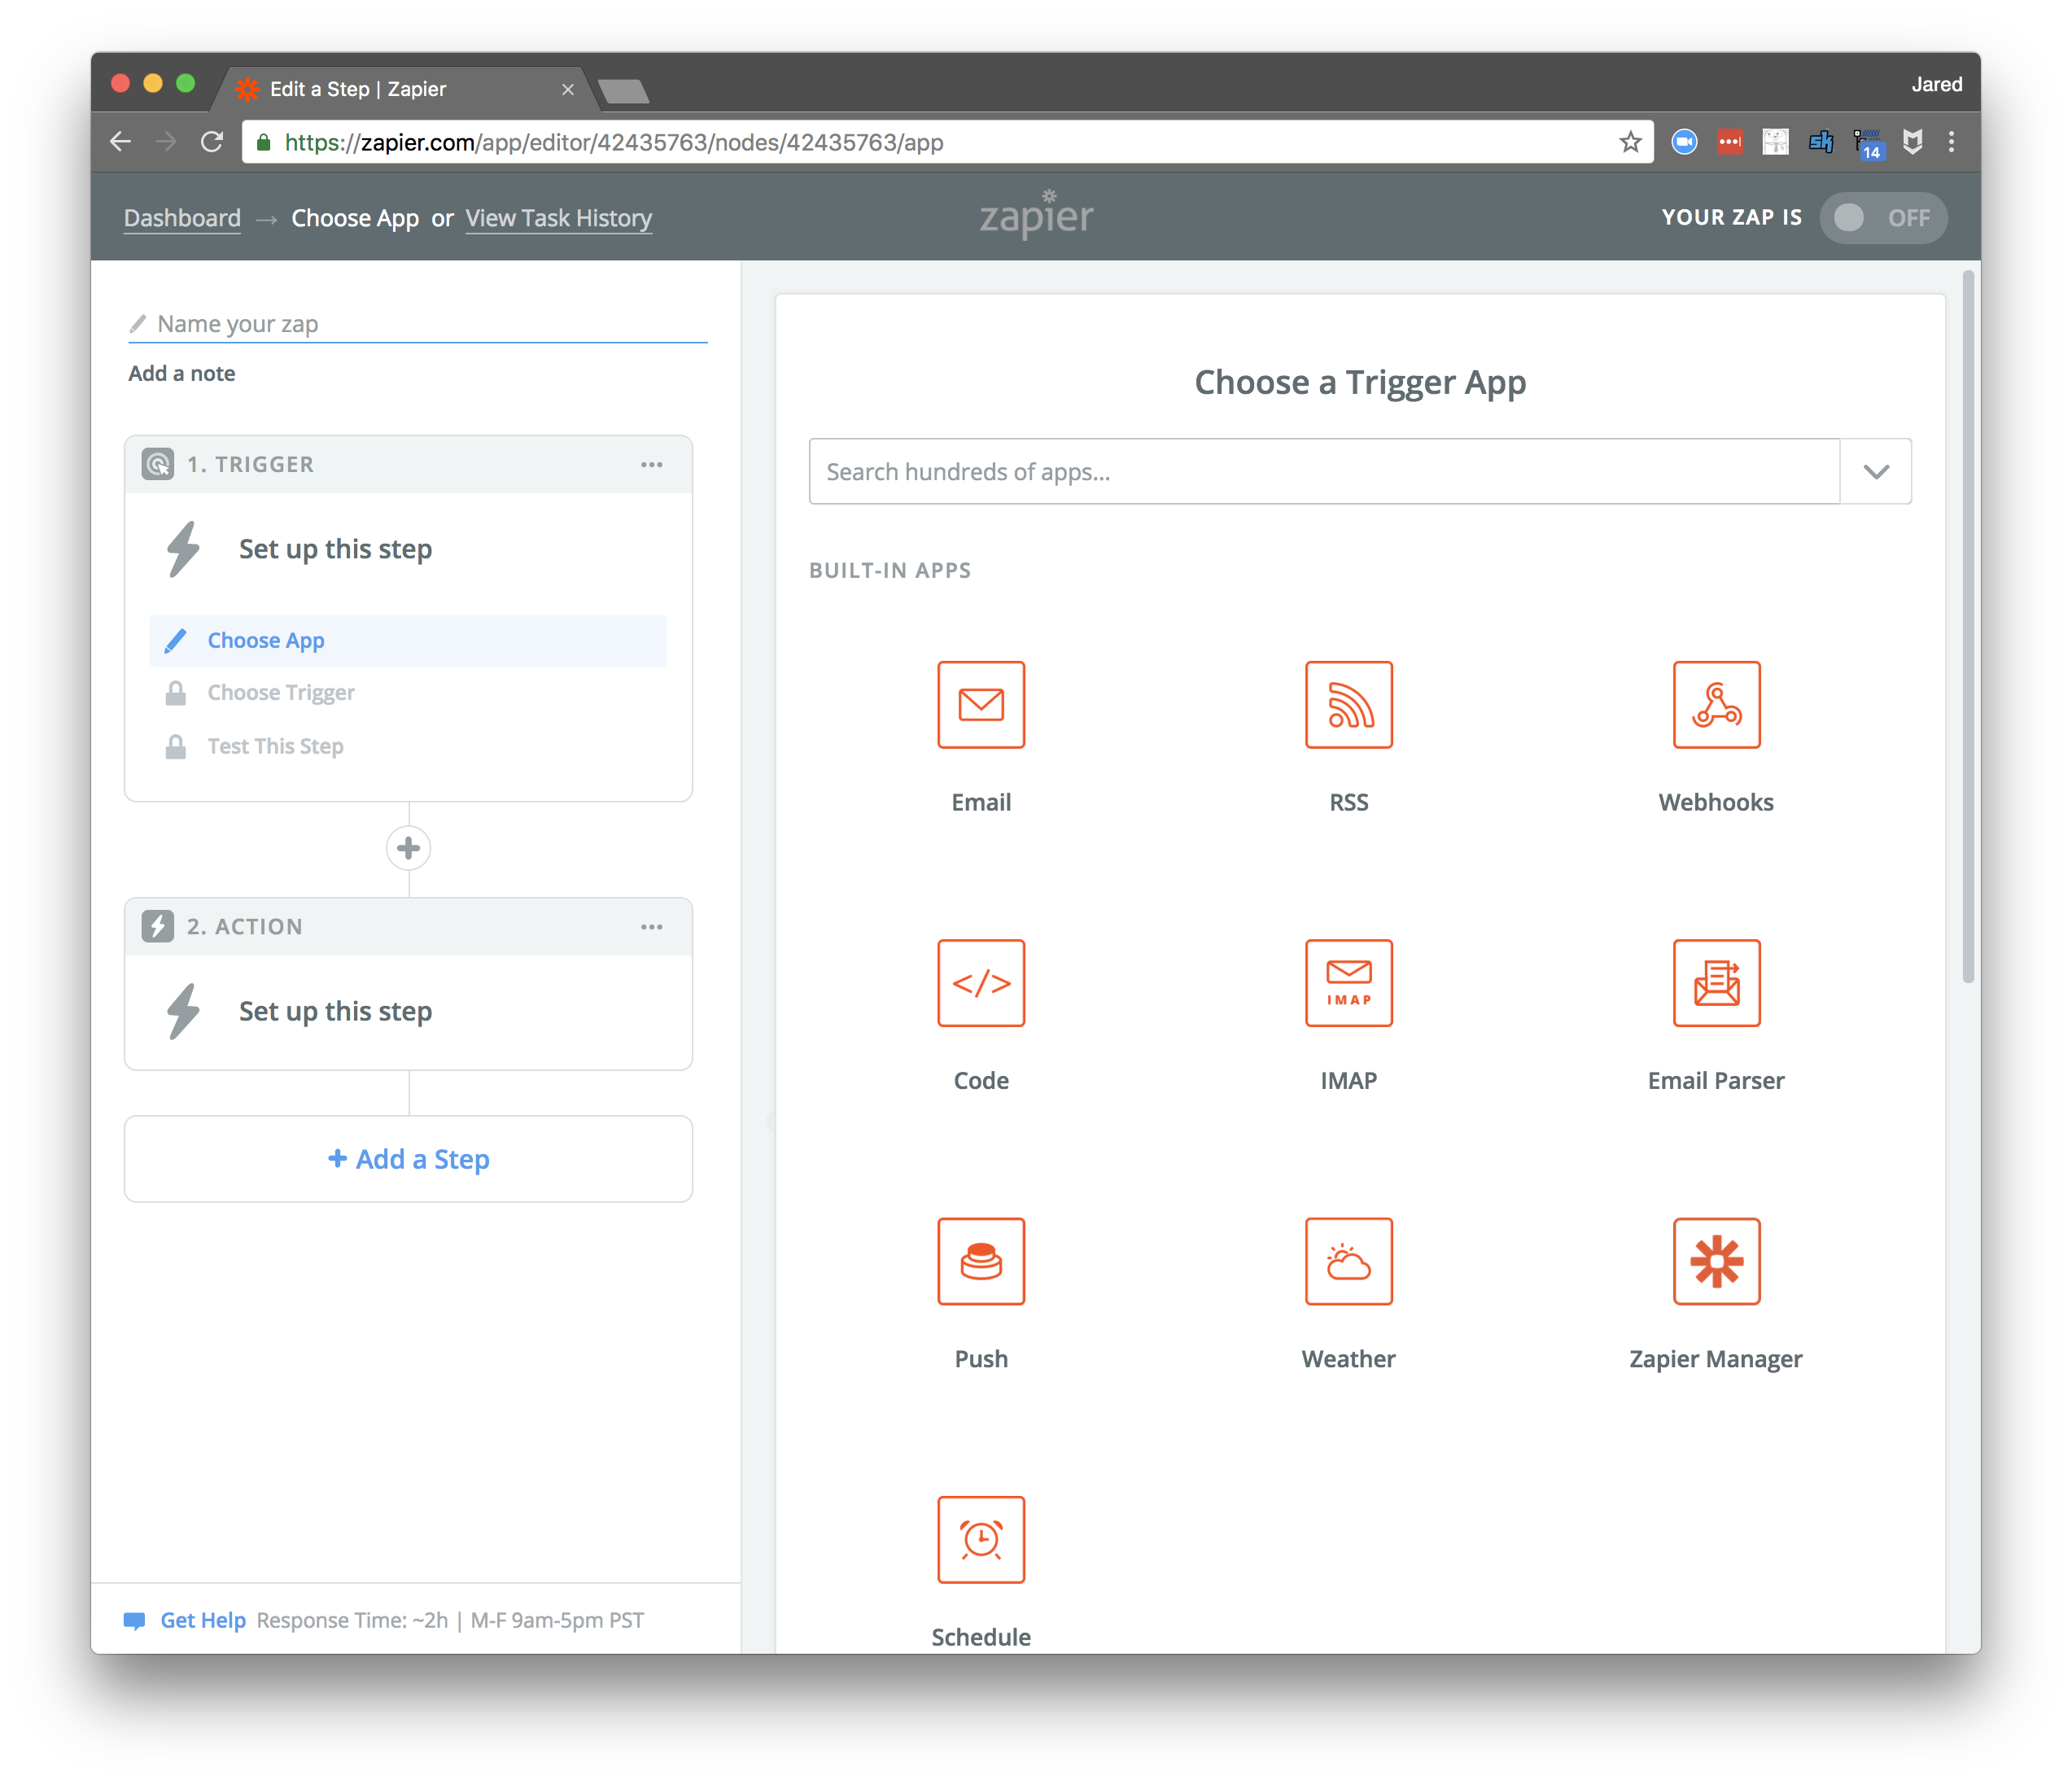 Edit a Step | Zapier
Jared
https://zapier.com/app/editor/42435763/nodes/42435763/app
sk
14
Dashboard → Choose App or View Task History
zapier
YOUR ZAP IS OFF
Name your zap
Add a note
1. TRIGGER
Set up this step
Choose App
Choose Trigger
Test This Step
2. ACTION
Set up this step
+ Add a Step
Get Help Response Time: ~2h | M-F 9am-5pm PST
Choose a Trigger App
Search hundreds of apps...
BUILT-IN APPS
Email
RSS
Webhooks
</>
IMAP
Code
IMAP
Email Parser
Push
Weather
Zapier Manager
Schedule